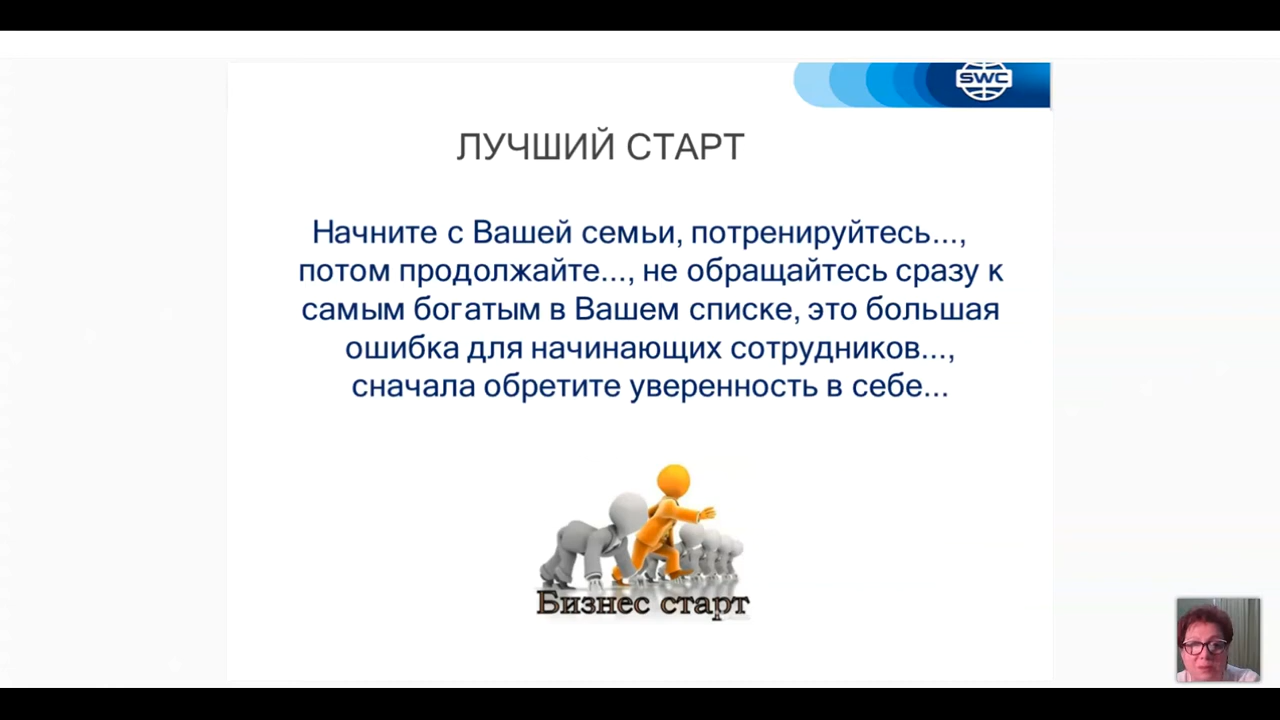 SWC
ЛУЧШИЙ СТАРТ
Начните с Вашей семьи, потренируйтесь...,
потом продолжайте..., не обращайтесь сразу к
самым богатым в Вашем списке, это большая
ошибка для начинающих сотрудников...,
сначала обретите уверенность в себе...
Бизнес старт